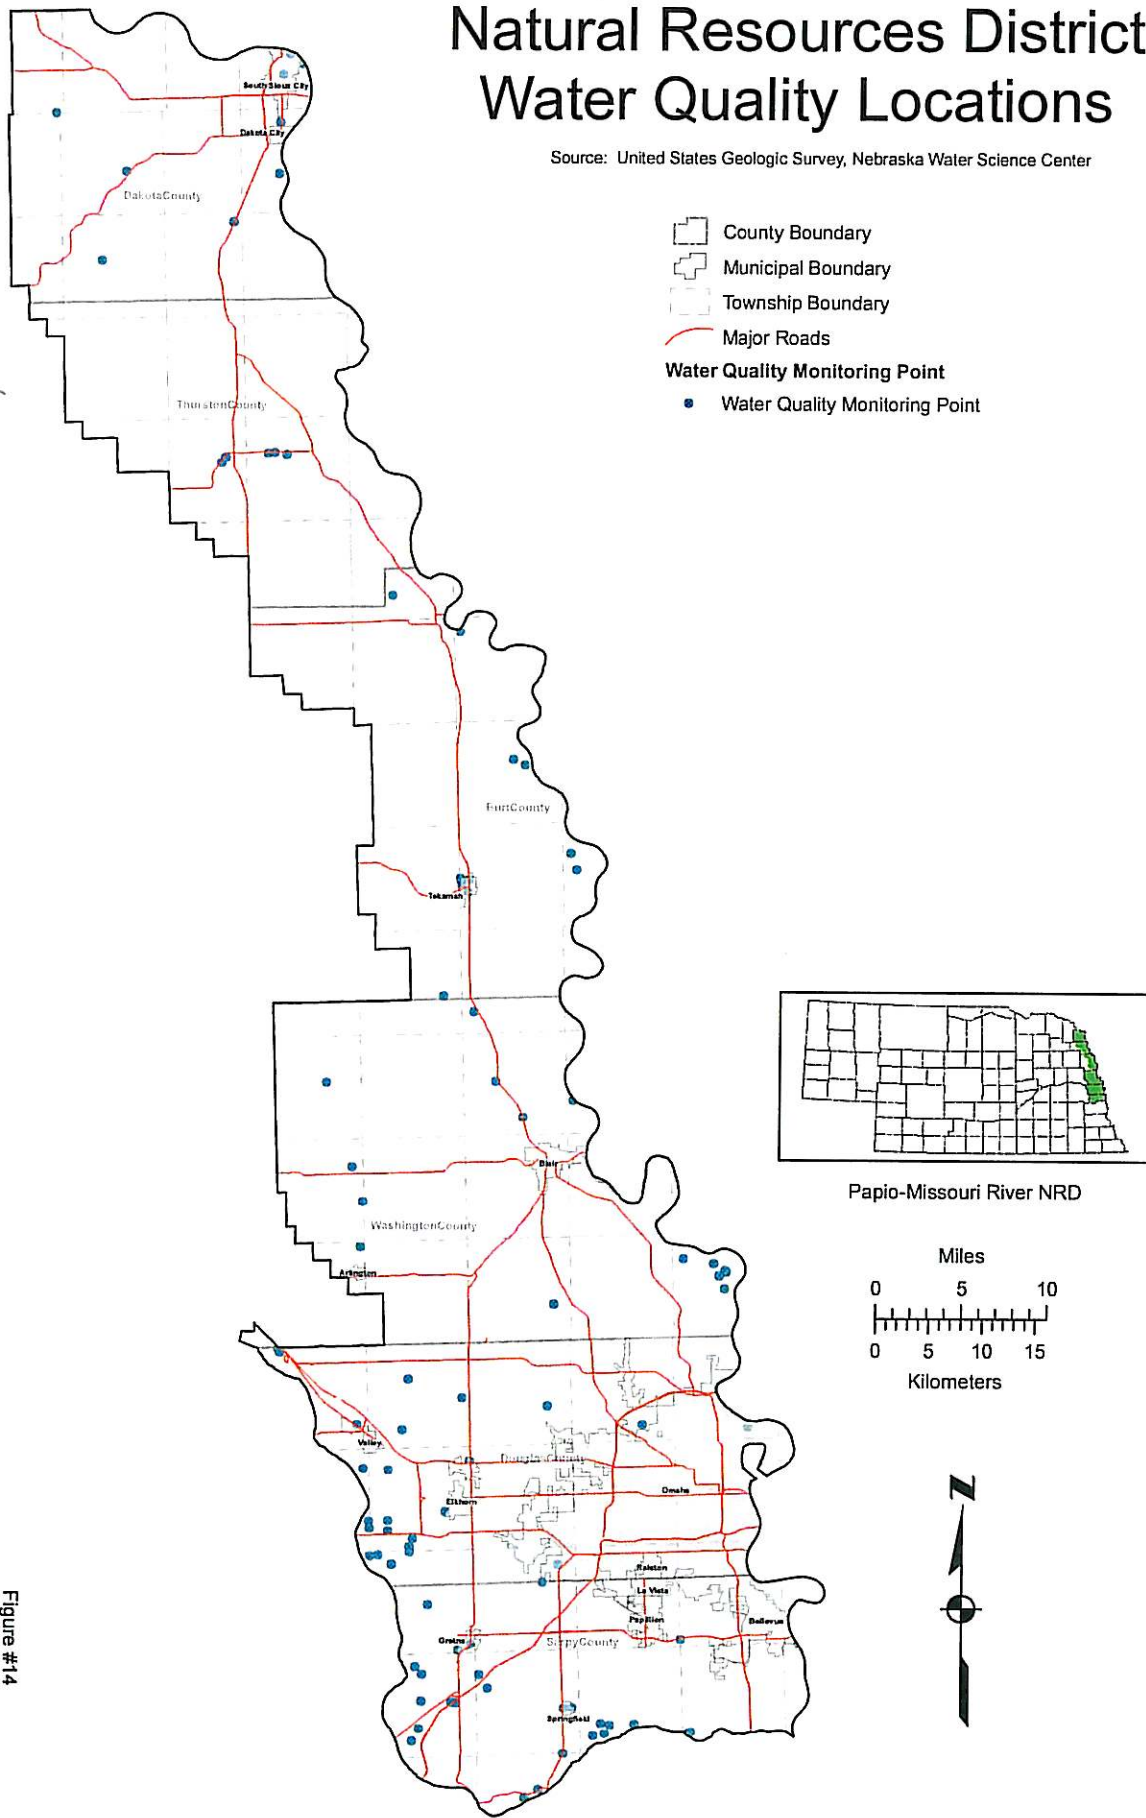 Natural Resources District
Water Quality Locations
Source: United States Geologic Survey, Nebraska Water Science Center
County Boundary
Municipal Boundary
Township Boundary
Major Roads
Water Quality Monitoring Point
Water Quality Monitoring Point
South Sioux City
Dakota City
DakotaCounty
ThurstonCounty
BurtCounty
Tekamah
Blair
WashingtonCounty
Arlington
Valley
DouglasCounty
Elkhorn
Omaha
Ralston
La Vista
Papillion
Bellevue
Gretna
SarpyCounty
Springfield
Papio-Missouri River NRD
Miles
0 5 10
0 5 10 15
Kilometers
N
Figure #14